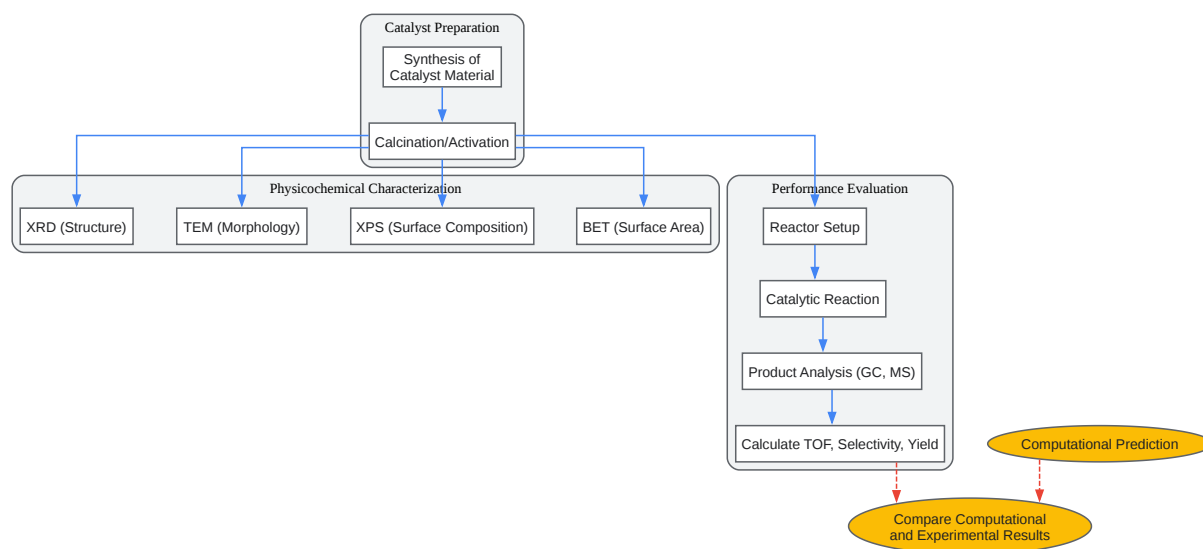 Catalyst Preparation
Synthesis of
Catalyst Material
Calcination/Activation
Physicochemical Characterization
XRD (Structure)
TEM (Morphology)
XPS (Surface Composition)
BET (Surface Area)
Performance Evaluation
Reactor Setup
Catalytic Reaction
Product Analysis (GC, MS)
Calculate TOF, Selectivity, Yield
Computational Prediction
Compare Computational
and Experimental Results